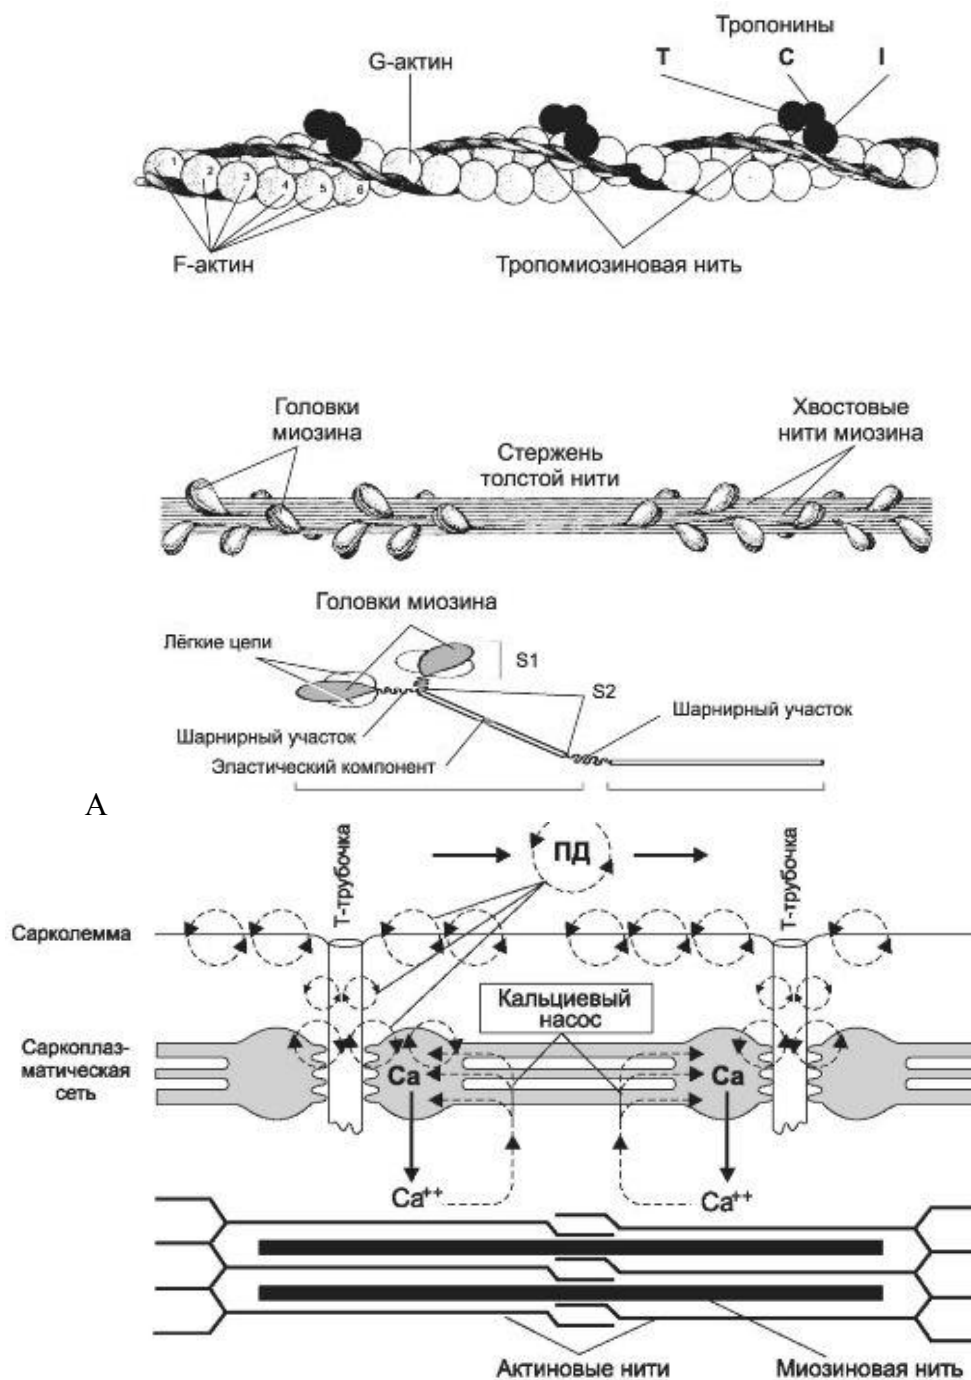 Тропонины
T C I
G-актин
1 2 3 4 5 6
F-актин
Тропомиозиновая нить
Головки
миозина
Хвостовые
нити миозина
Стержень
толстой нити
Головки миозина
Лёгкие цепи
S1
S2
Шарнирный участок
Шарнирный участок
Эластический компонент
А
Т-трубочка
ПД
Т-трубочка
Сарколемма
Кальциевый
насос
Саркоплаз-
матическая
сеть
Ca
Ca
Ca++
Ca++
Актиновые нити
Миозиновая нить